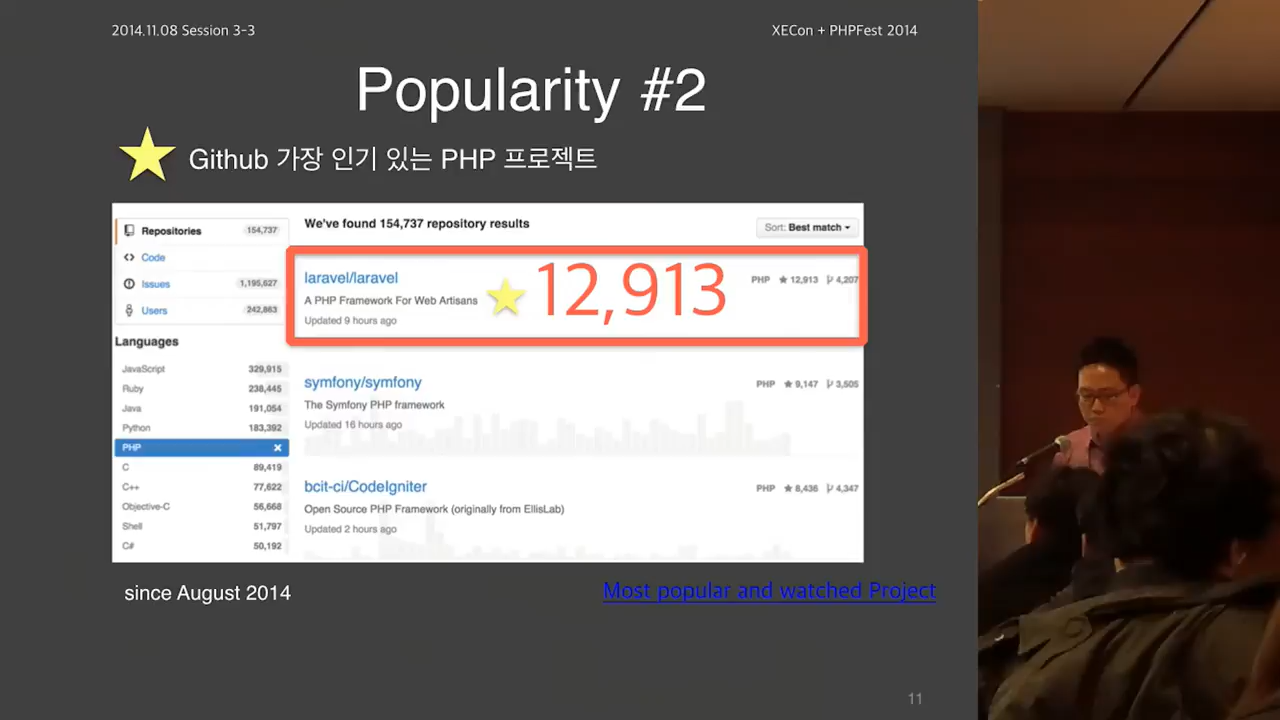 2014.11.08 Session 3-3
XECon + PHPFest 2014
Popularity #2
Github 가장 인기 있는 PHP 프로젝트
Repositories 154,737
Code
Issues 1,195,627
Users 242,863
Languages
JavaScript 329,915
Ruby 238,445
Java 191,054
Python 183,392
PHP
C 89,419
C++ 77,622
Objective-C 56,668
Shell 51,797
C# 50,192
We've found 154,737 repository results
Sort: Best match
laravel/laravel
12,913
PHP 12,913 4,207
A PHP Framework For Web Artisans
Updated 9 hours ago
symfony/symfony
PHP 9,147 3,505
The Symfony PHP framework
Updated 16 hours ago
bcit-ci/CodeIgniter
PHP 8,436 4,347
Open Source PHP Framework (originally from EllisLab)
Updated 2 hours ago
since August 2014
Most popular and watched Project
11